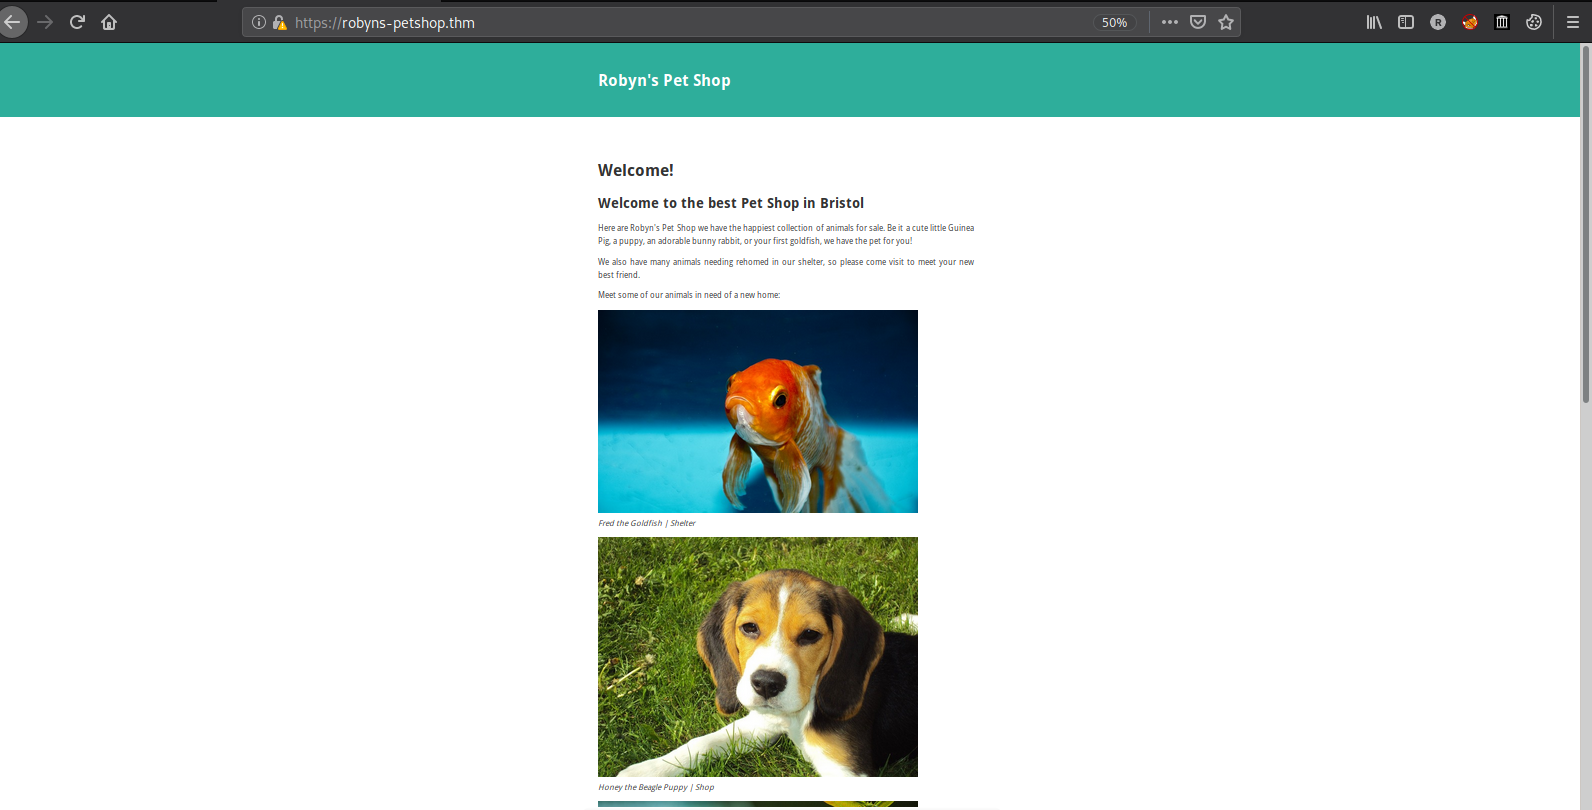 https://robyns-petshop.thm
50%
R
Robyn's Pet Shop
Welcome!
Welcome to the best Pet Shop in Bristol
Here are Robyn's Pet Shop we have the happiest collection of animals for sale. Be it a cute little Guinea
Pig, a puppy, an adorable bunny rabbit, or your first goldfish, we have the pet for you!
We also have many animals needing rehomed in our shelter, so please come visit to meet your new
best friend.
Meet some of our animals in need of a new home:
Fred the Goldfish | Shelter
Honey the Beagle Puppy | Shop